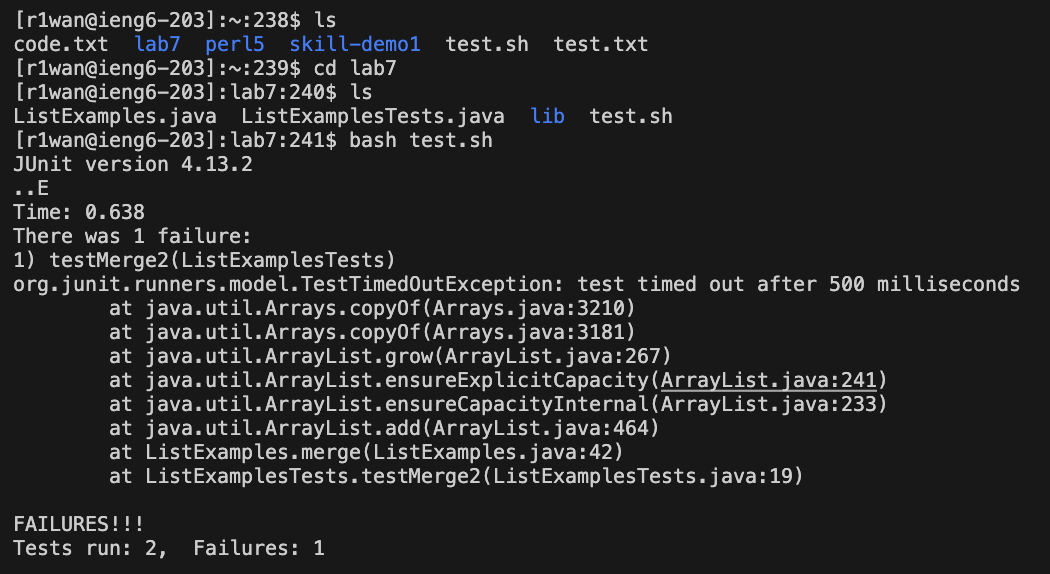 [r1wan@ieng6-203]:~:238$ ls
code.txt  lab7  perl5  skill-demo1  test.sh  test.txt
[r1wan@ieng6-203]:~:239$ cd lab7
[r1wan@ieng6-203]:lab7:240$ ls
ListExamples.java  ListExamplesTests.java  lib  test.sh
[r1wan@ieng6-203]:lab7:241$ bash test.sh
JUnit version 4.13.2
..E
Time: 0.638
There was 1 failure:
1) testMerge2(ListExamplesTests)
org.junit.runners.model.TestTimedOutException: test timed out after 500 milliseconds
        at java.util.Arrays.copyOf(Arrays.java:3210)
        at java.util.Arrays.copyOf(Arrays.java:3181)
        at java.util.ArrayList.grow(ArrayList.java:267)
        at java.util.ArrayList.ensureExplicitCapacity(ArrayList.java:241)
        at java.util.ArrayList.ensureCapacityInternal(ArrayList.java:233)
        at java.util.ArrayList.add(ArrayList.java:464)
        at ListExamples.merge(ListExamples.java:42)
        at ListExamplesTests.testMerge2(ListExamplesTests.java:19)

FAILURES!!!
Tests run: 2,  Failures: 1